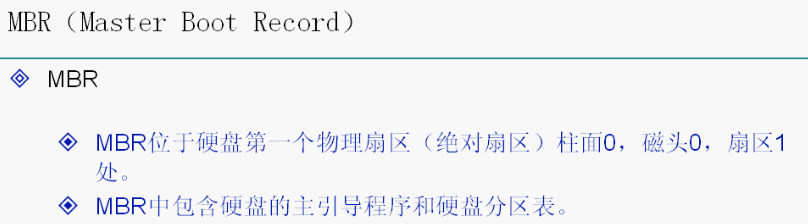 MBR（Master Boot Record）
MBR
MBR位于硬盘第一个物理扇区（绝对扇区）柱面0，磁头0，扇区1
处。
MBR中包含硬盘的主引导程序和硬盘分区表。